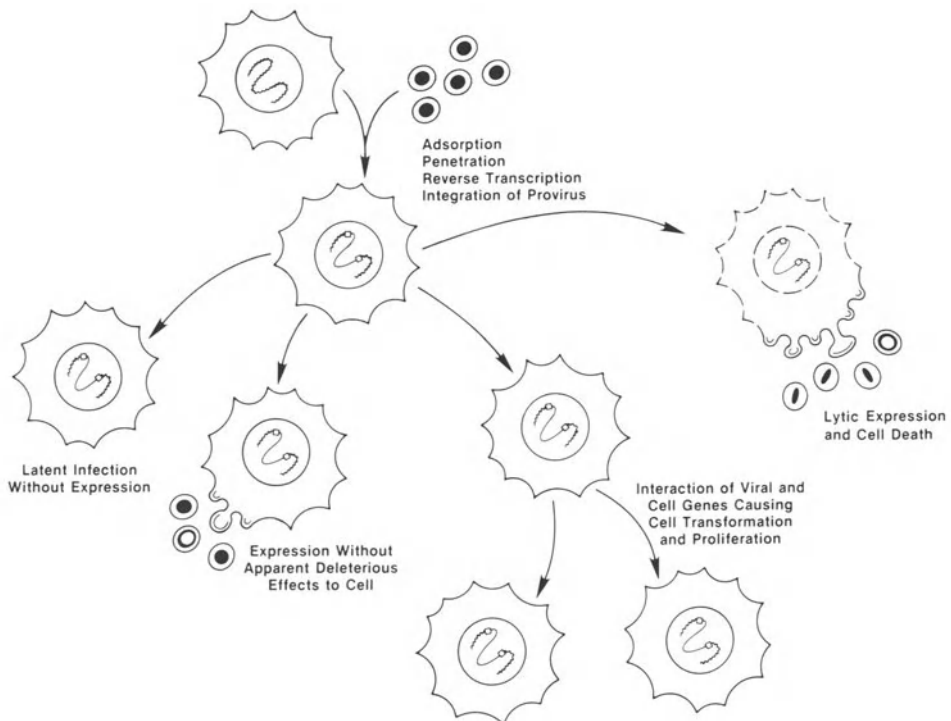 Adsorption
Penetration
Reverse Transcription
Integration of Provirus
Latent Infection
Without Expression
Expression Without
Apparent Deleterious
Effects to Cell
Interaction of Viral and
Cell Genes Causing
Cell Transformation
and Proliferation
Lytic Expression
and Cell Death